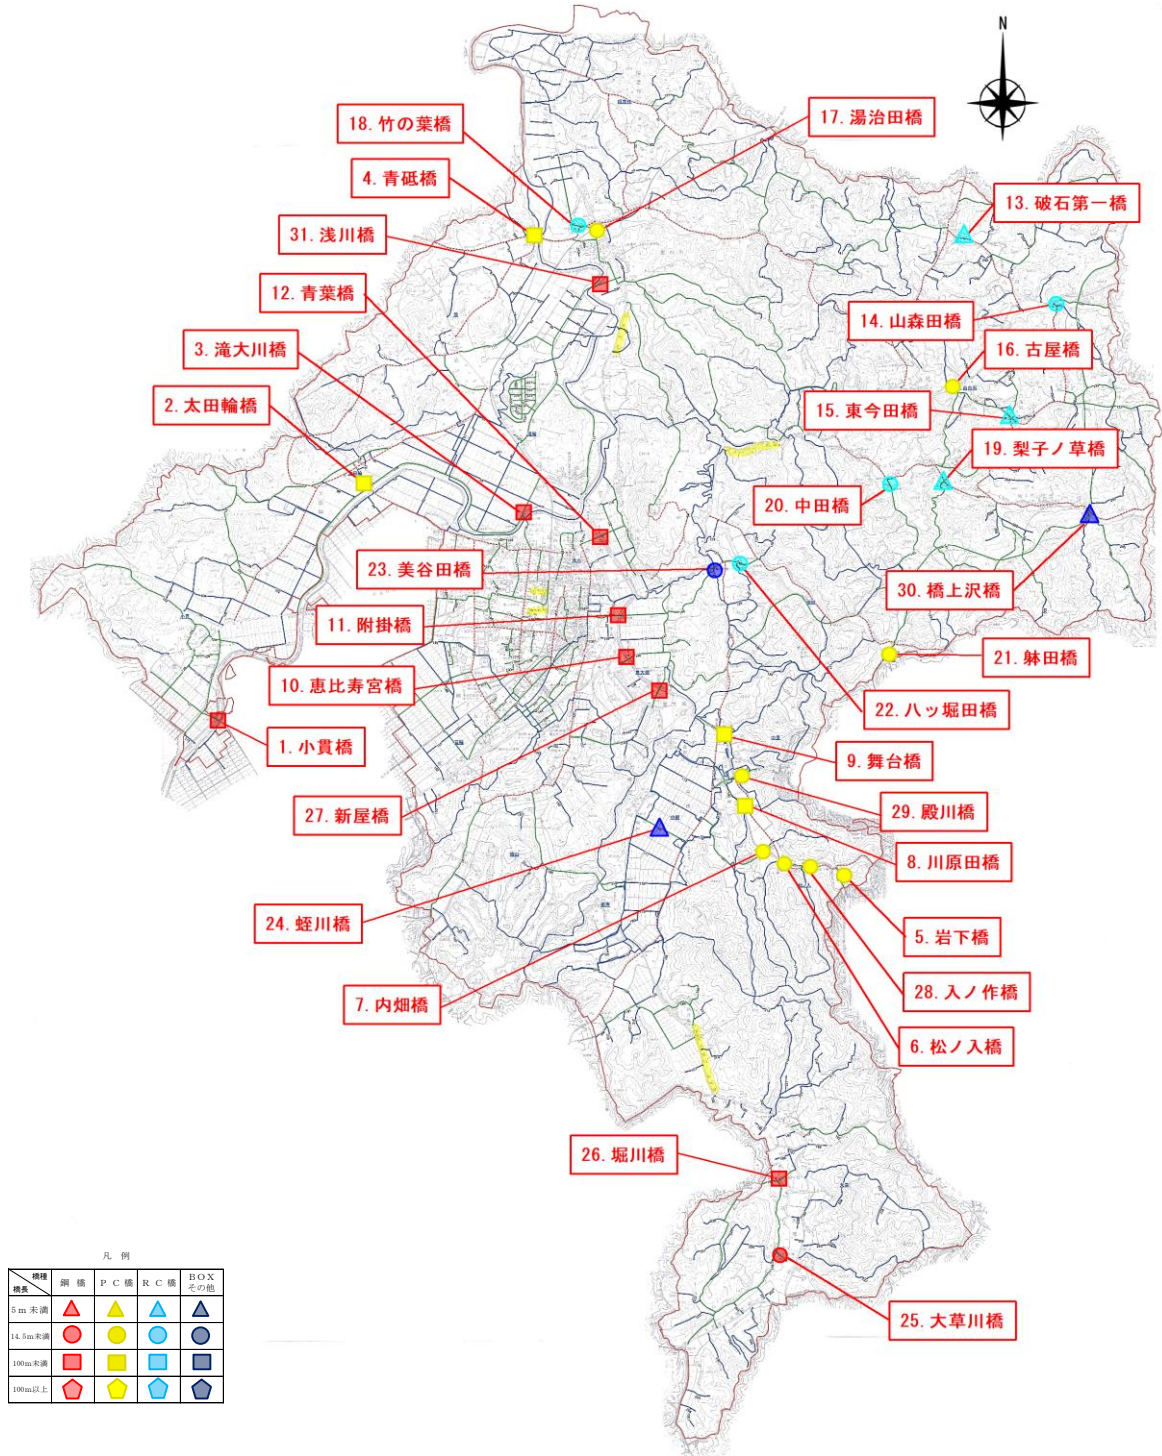 N
18. 竹の葉橋
17. 湯治田橋
4. 青砥橋
13. 破石第一橋
31. 浅川橋
12. 青葉橋
14. 山森田橋
3. 滝大川橋
16. 古屋橋
2. 太田輪橋
15. 東今田橋
19. 梨子ノ草橋
20. 中田橋
23. 美谷田橋
30. 橋上沢橋
11. 附掛橋
21. 躰田橋
10. 恵比寿宮橋
22. 八ッ堀田橋
1. 小貫橋
9. 舞台橋
27. 新屋橋
29. 殿川橋
8. 川原田橋
24. 蛭川橋
5. 岩下橋
7. 内畑橋
28. 入ノ作橋
6. 松ノ入橋
26. 堀川橋
25. 大草川橋
凡 例
橋種
橋長
鋼 橋
P C 橋
R C 橋
B O X
その他
5 m 未満
14. 5m未満
100m未満
100m以上